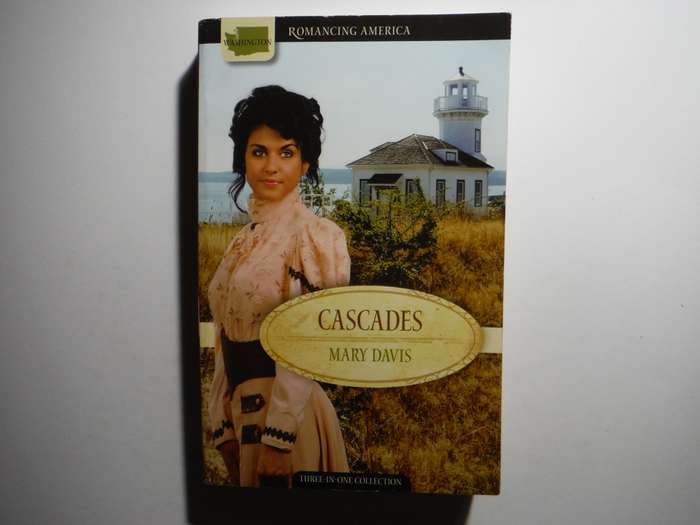 WASHINGTON
ROMANCING AMERICA
CASCADES
MARY DAVIS
THREE-IN-ONE COLLECTION